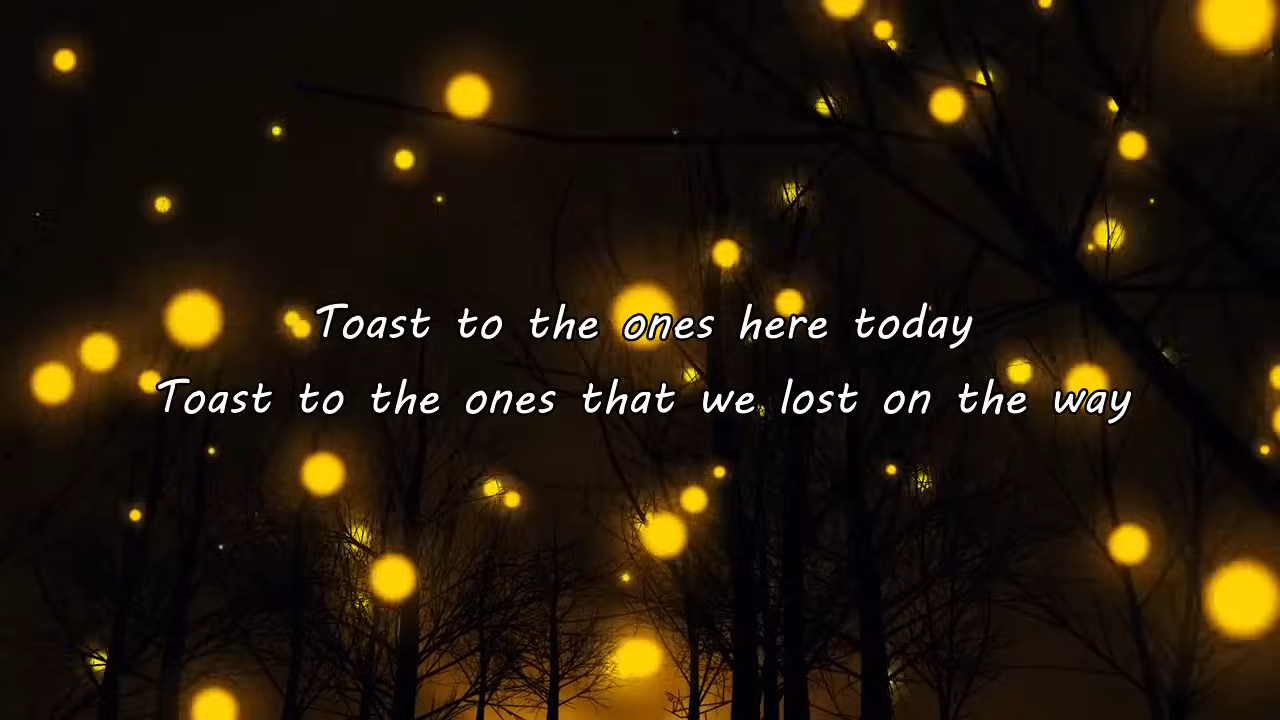 Toast to the ones here today
Toast to the ones that we lost on the way